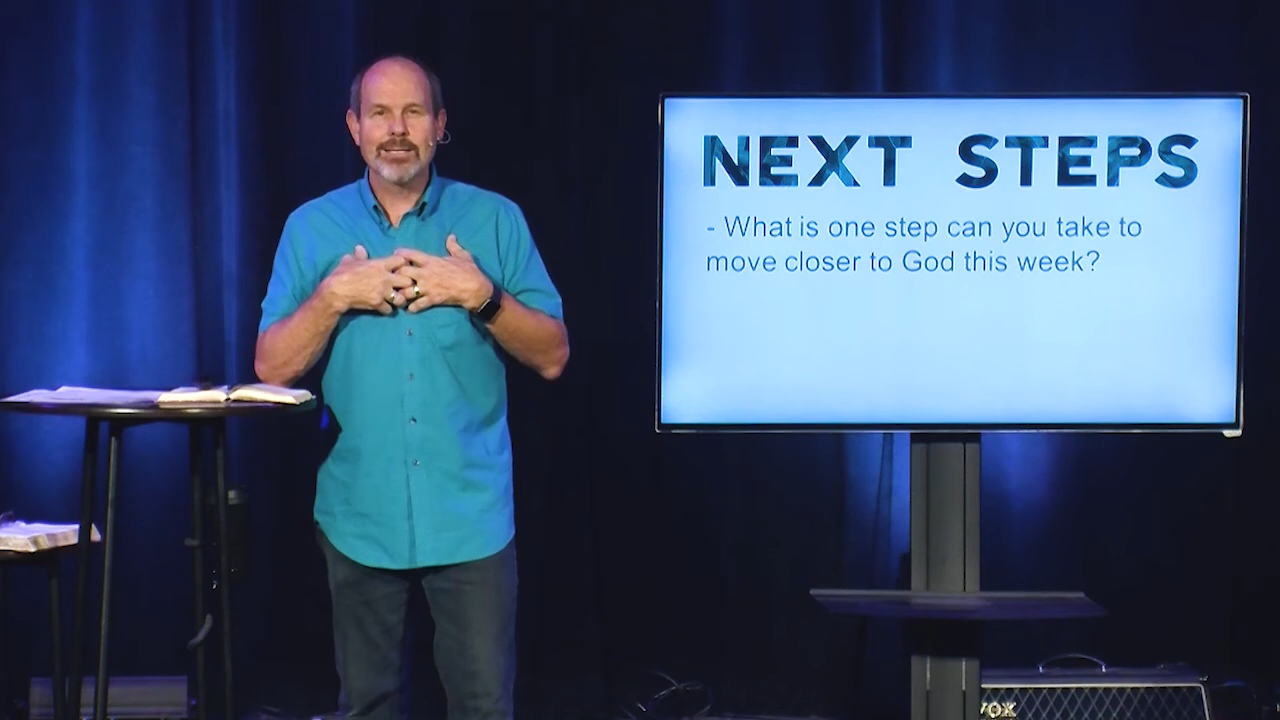 NEXT STEPS
- What is one step can you take to
move closer to God this week?
VOX